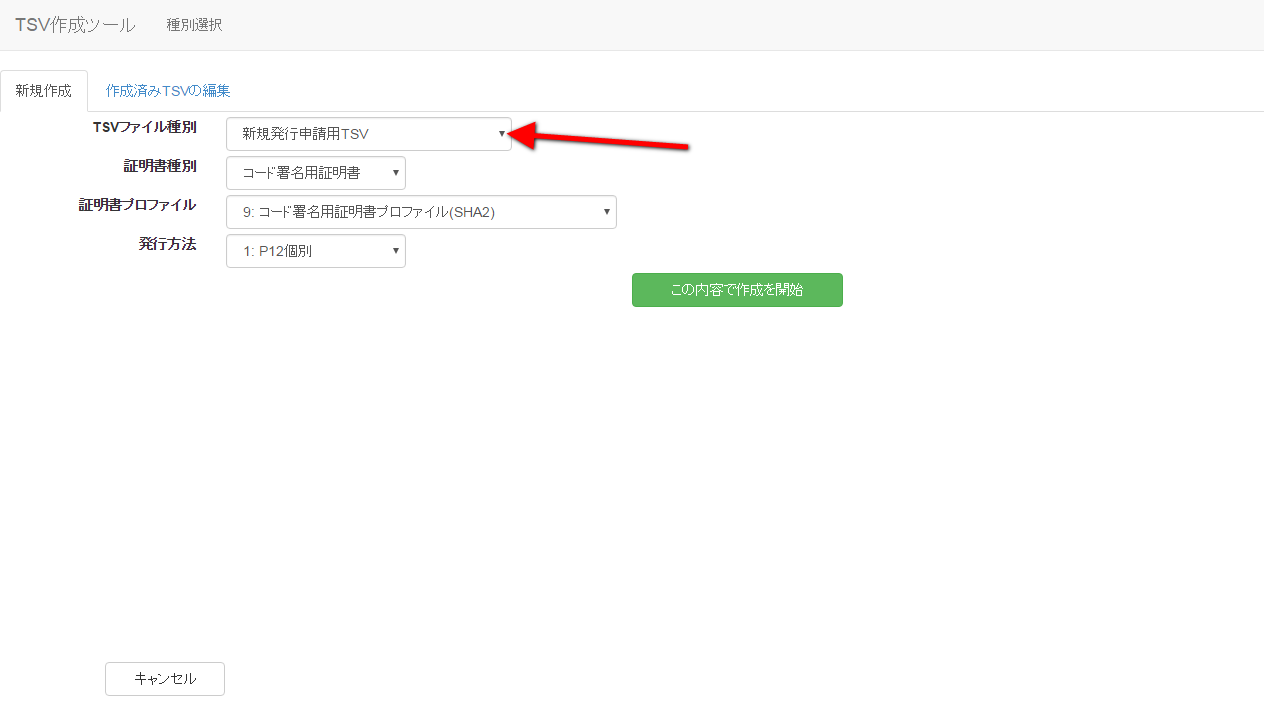 TSV作成ツール 種別選択
新規作成 作成済みTSVの編集
TSVファイル種別 新規発行申請用TSV
証明書種別 コード署名用証明書
証明書プロファイル 9: コード署名用証明書プロファイル(SHA2)
発行方法 1: P12個別
この内容で作成を開始
キャンセル